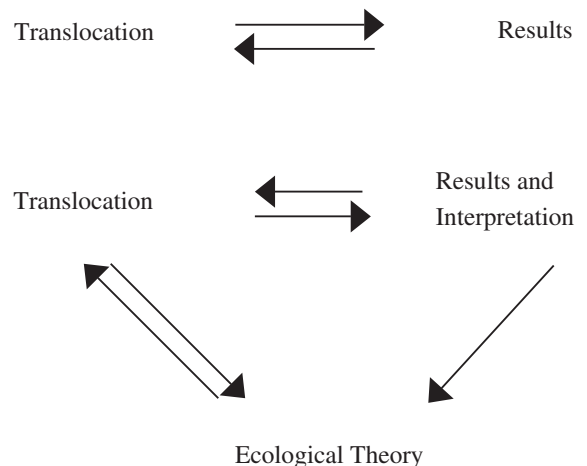 Translocation
Results
Translocation
Results and
Interpretation
Ecological Theory